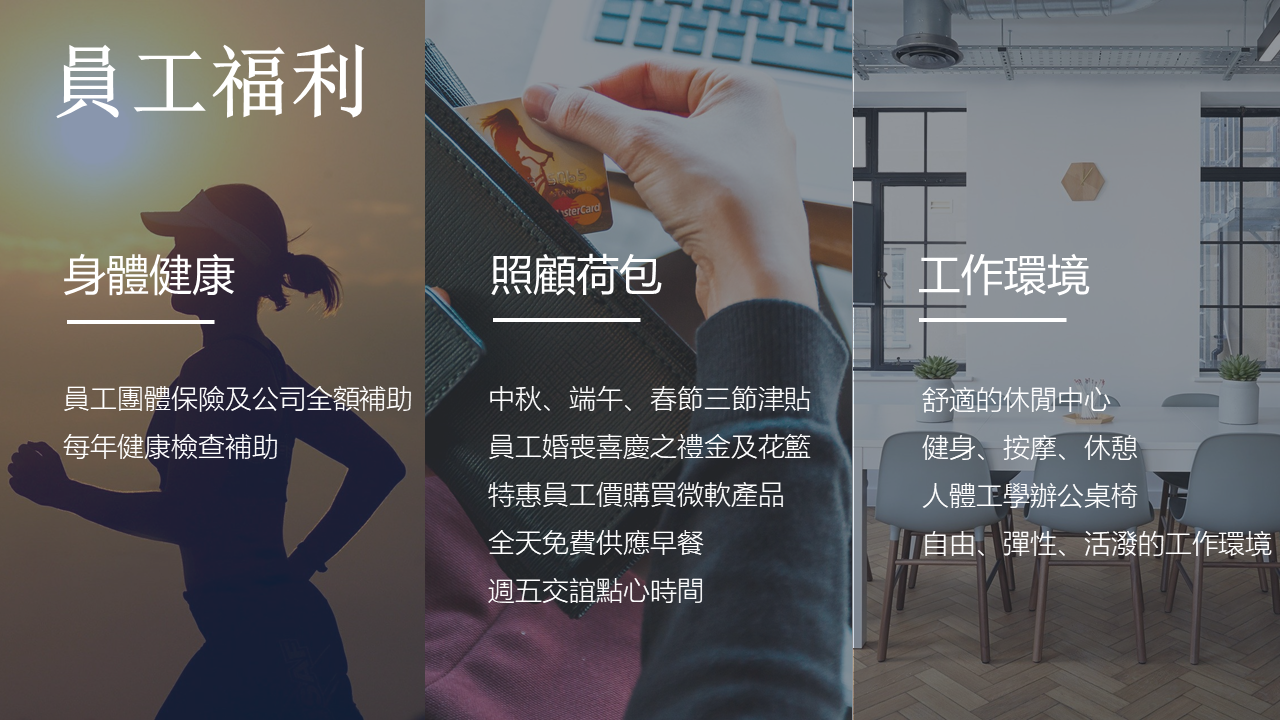 員工福利
身體健康
員工團體保險及公司全額補助
每年健康檢查補助
照顧荷包
中秋、端午、春節三節津貼
員工婚喪喜慶之禮金及花籃
特惠員工價購買微軟產品
全天免費供應早餐
週五交誼點心時間
工作環境
舒適的休閒中心
健身、按摩、休憩
人體工學辦公桌椅
自由、彈性、活潑的工作環境